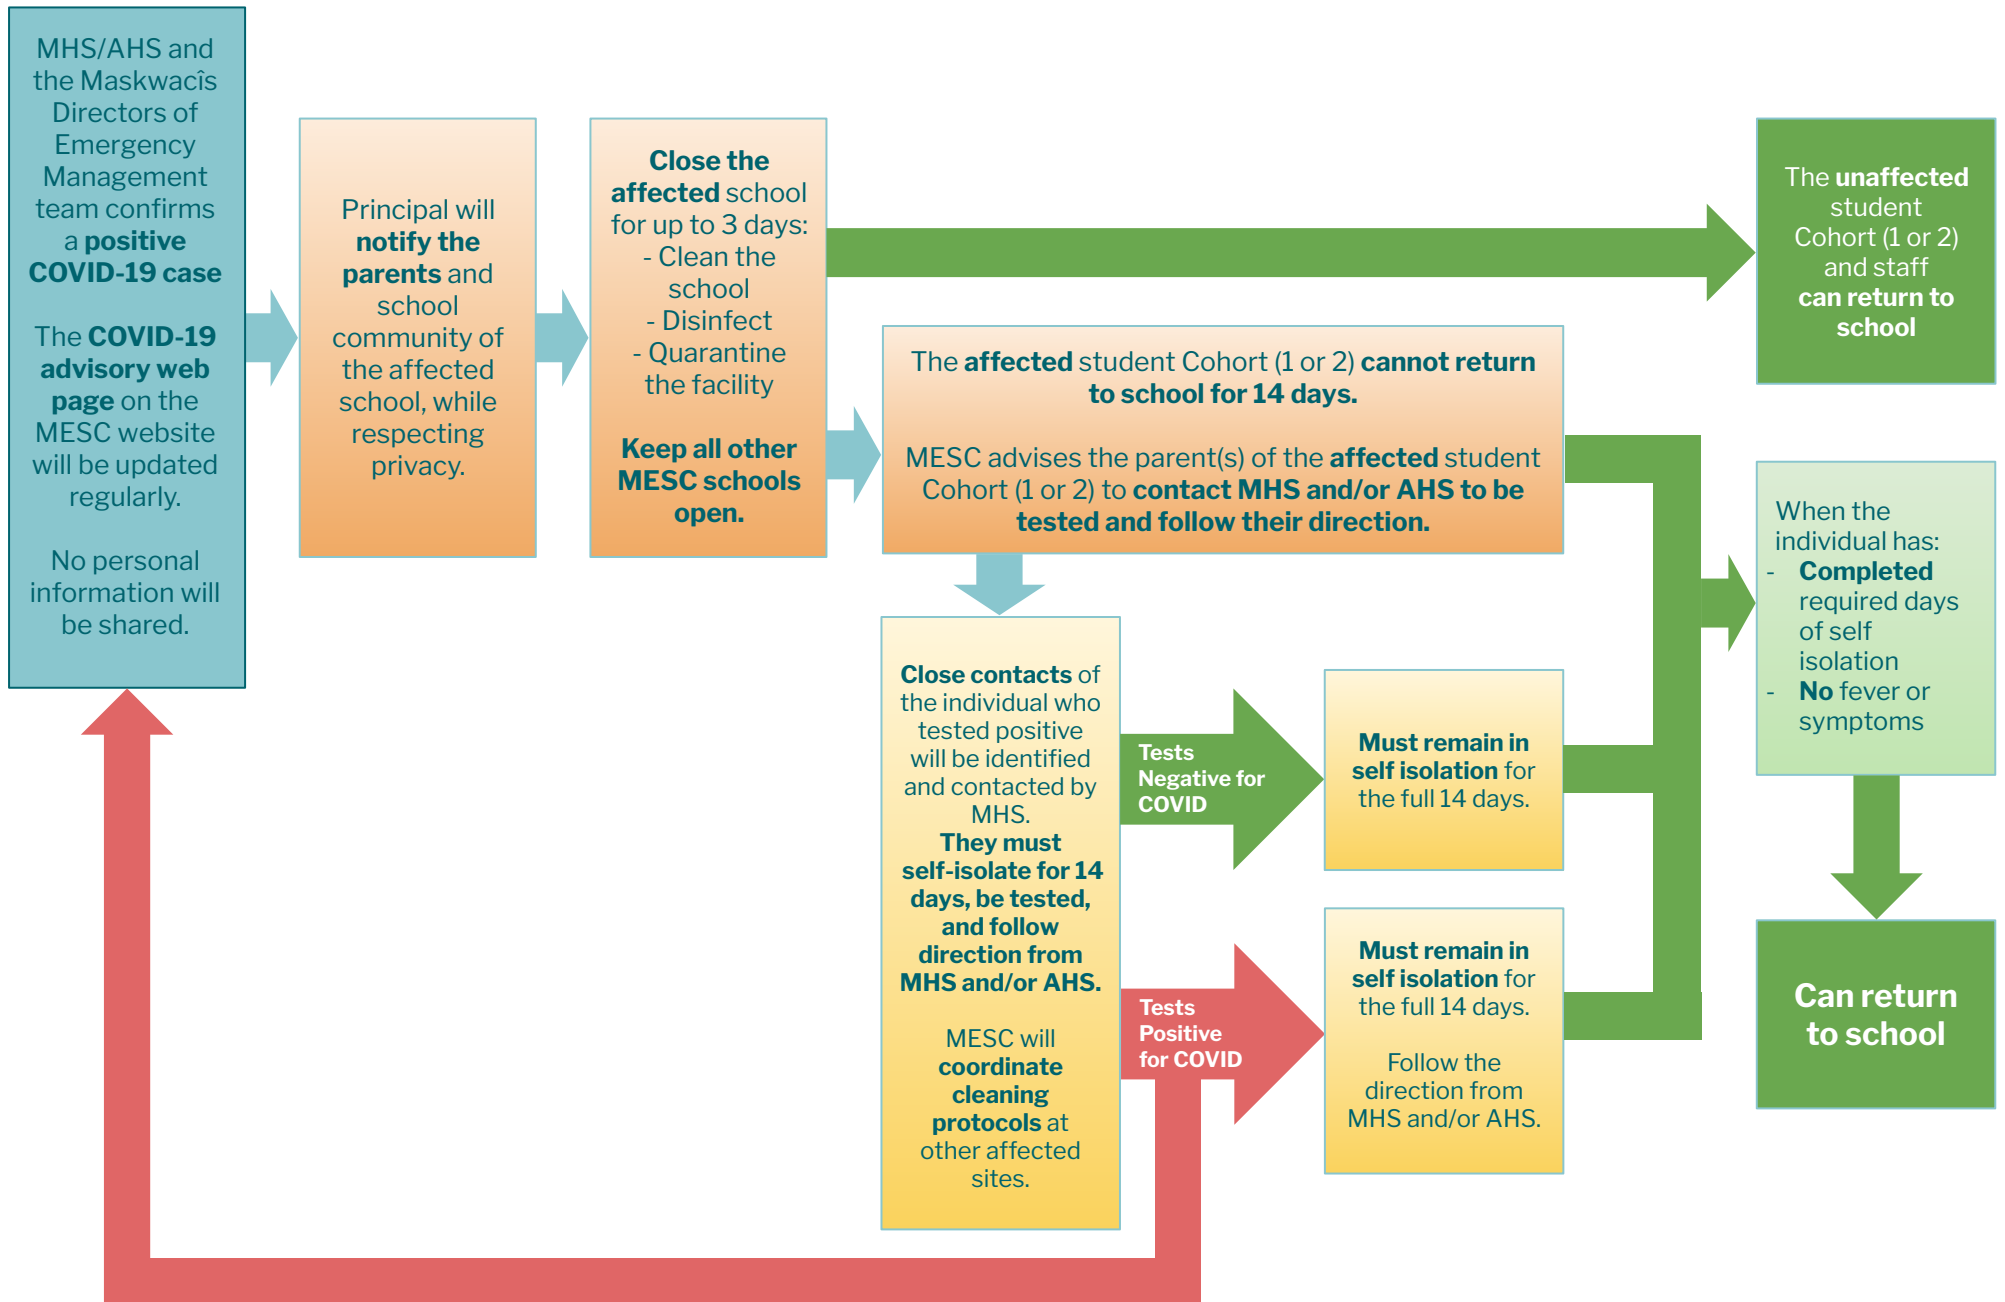 MHS/AHS and
the Maskwacîs
Directors of
Emergency
Management
team confirms
a positive
COVID-19 case
The COVID-19
advisory web
page on the
MESC website
will be updated
regularly.
No personal
information will
be shared.
Principal will
notify the
parents and
school
community of
the affected
school, while
respecting
privacy.
Close the
affected school
for up to 3 days:
- Clean the
school
- Disinfect
- Quarantine
the facility
Keep all other
MESC schools
open.
The unaffected
student
Cohort (1 or 2)
and staff
can return to
school
The affected student Cohort (1 or 2) cannot return
to school for 14 days.
MESC advises the parent(s) of the affected student
Cohort (1 or 2) to contact MHS and/or AHS to be
tested and follow their direction.
Close contacts of
the individual who
tested positive
will be identified
and contacted by
MHS.
They must
self-isolate for 14
days, be tested,
and follow
direction from
MHS and/or AHS.
MESC will
coordinate
cleaning
protocols at
other affected
sites.
Tests
Negative for
COVID
Must remain in
self isolation for
the full 14 days.
Tests
Positive
for COVID
Must remain in
self isolation for
the full 14 days.
Follow the
direction from
MHS and/or AHS.
When the
individual has:
- Completed
required days
of self
isolation
- No fever or
symptoms
Can return
to school